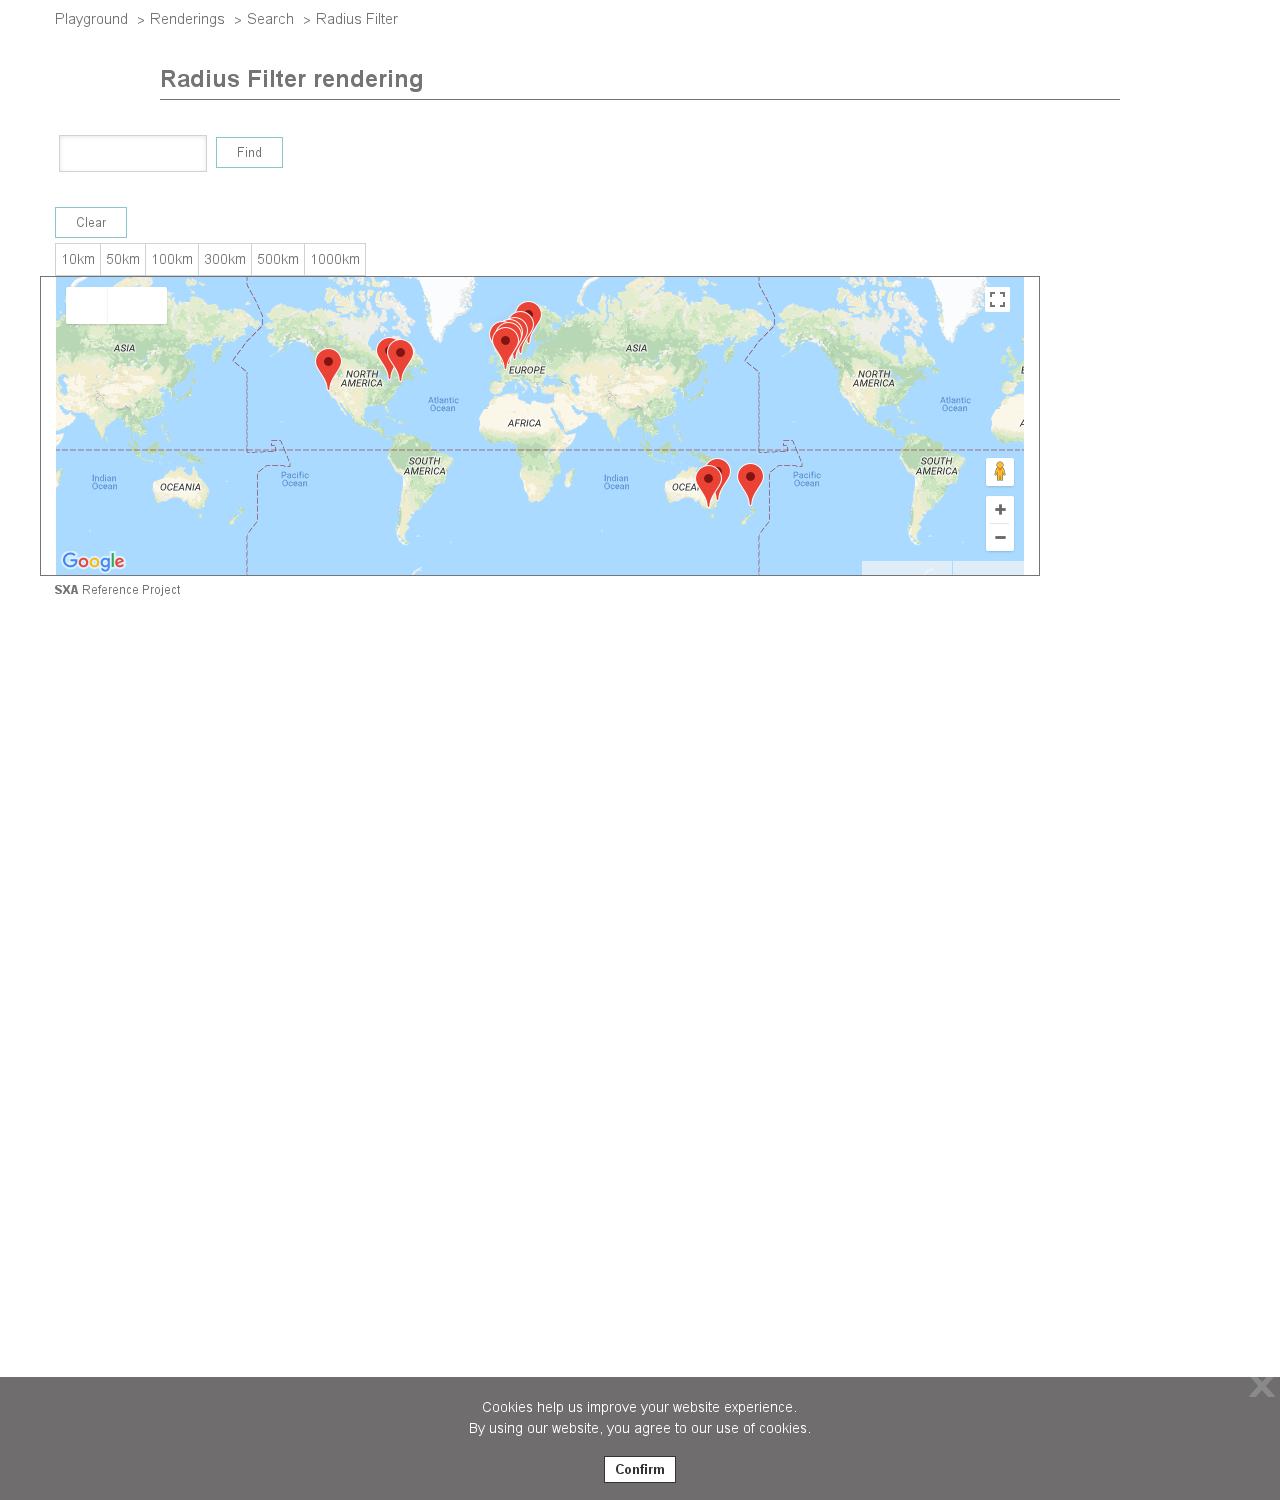 Playground > Renderings > Search > Radius Filter
Radius Filter rendering
Find
Clear
10km 50km 100km 300km 500km 1000km
ASIA
NORTH
AMERICA
EUROPE
ASIA
NORTH
AMERICA
Atlantic
Ocean
Atlantic
Ocean
AFRICA
SOUTH
AMERICA
SOUTH
AMERICA
Indian
Ocean
OCEANIA
Pacific
Ocean
Indian
Ocean
Pacific
Ocean
Google
SXA Reference Project
Cookies help us improve your website experience.
By using our website, you agree to our use of cookies.
Confirm